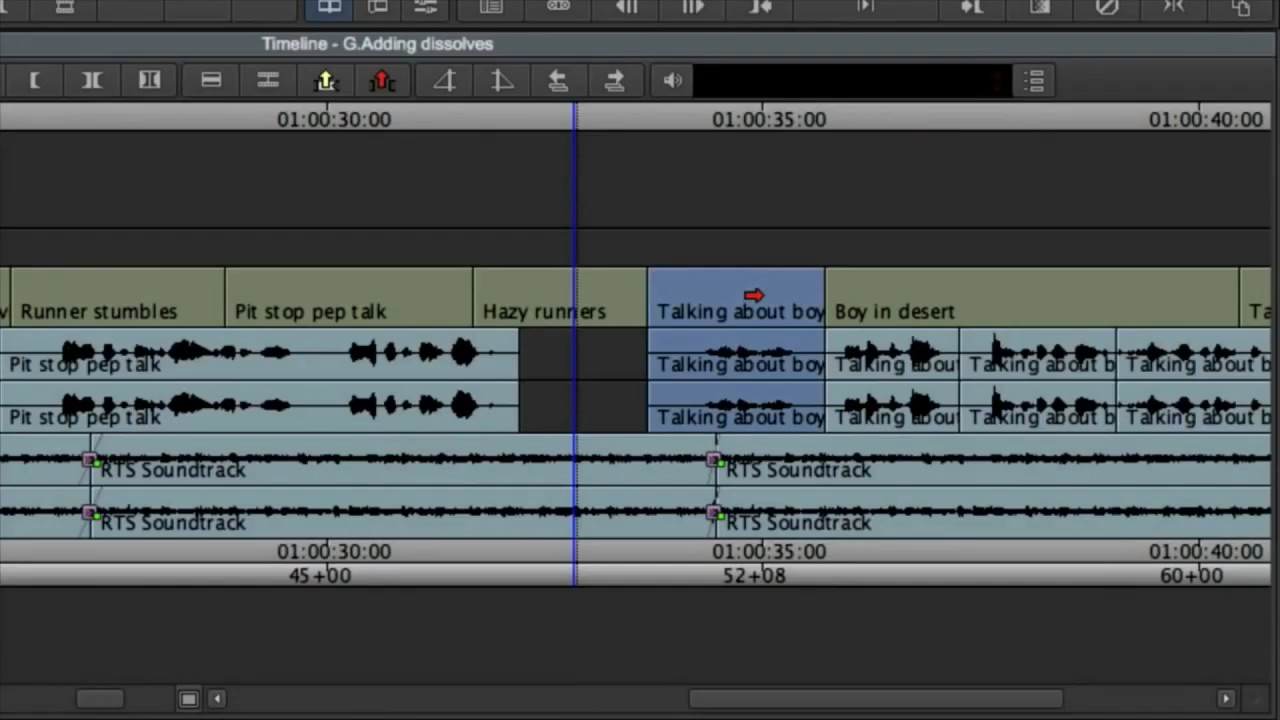 Timeline - G.Adding dissolves
01:00:30:00 01:00:35:00 01:00:40:00
Runner stumbles Pit stop pep talk Hazy runners Talking about boy Boy in desert Ta
Pit stop pep talk Talking about boy Talking about Talking about b Talking about b
Pit stop pep talk Talking about boy Talking about Talking about b Talking about b
RTS Soundtrack RTS Soundtrack
RTS Soundtrack RTS Soundtrack
01:00:30:00 01:00:35:00 01:00:40:00
45+00 52+08 60+00